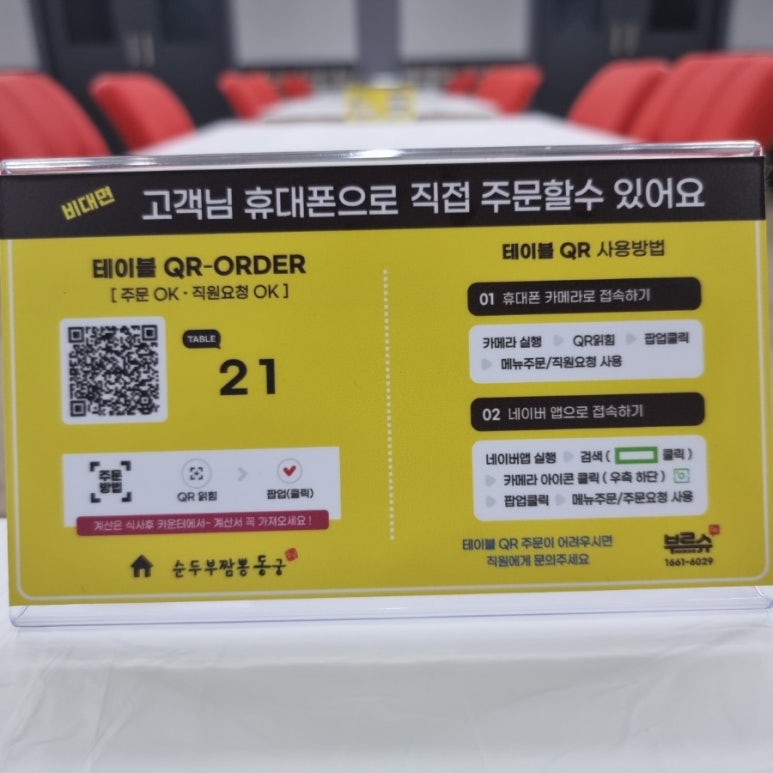 비대면 고객님 휴대폰으로 직접 주문할수 있어요
테이블 QR-ORDER
[ 주문 OK · 직원요청 OK ]
TABLE
21
주문
방법
QR 읽힘
팝업(클릭)
계산은 식사후 카운터에서~ 계산서 꼭 가져오세요 !
순두부짬뽕동궁
테이블 QR 사용방법
01 휴대폰 카메라로 접속하기
카메라 실행 QR읽힘 팝업클릭
메뉴주문/직원요청 사용
02 네이버 앱으로 접속하기
네이버앱 실행 검색 ( 클릭 )
카메라 아이콘 클릭 ( 우측 하단 )
팝업클릭 메뉴주문/주문요청 사용
테이블 QR 주문이 어려우시면
직원에게 문의주세요
부르슈
1661-6029